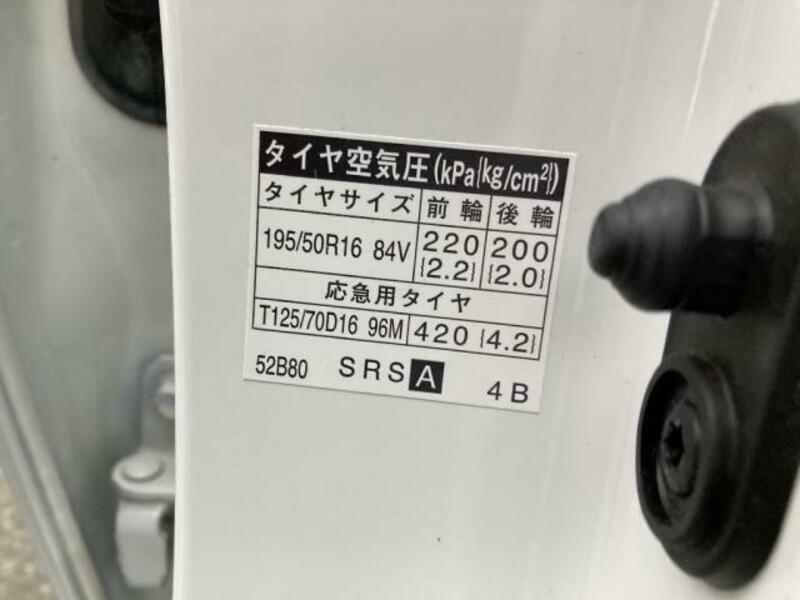 タイヤ空気圧(kPa{kg/cm²})
タイヤサイズ 前輪 後輪
195/50R16 84V 220 200
{2.2} {2.0}
応急用タイヤ
T125/70D16 96M 420 {4.2}
52B80 SRS A 4B